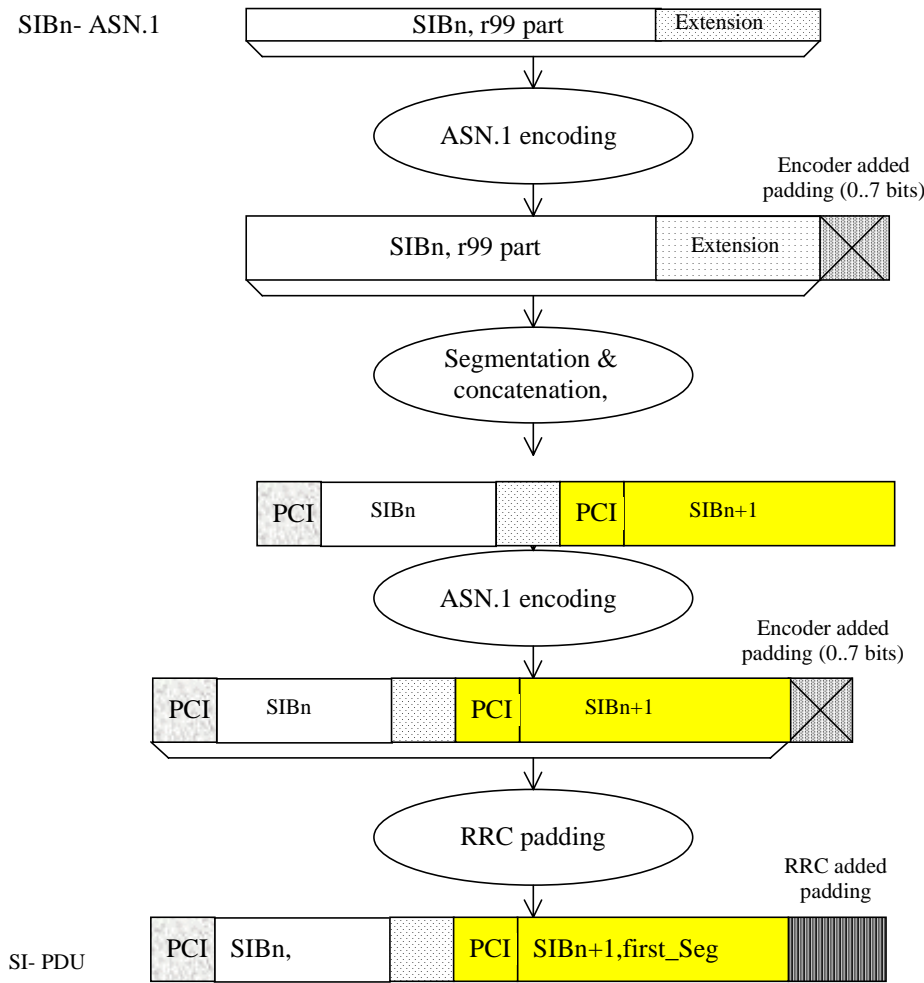 SIBn- ASN.1
SIBn, r99 part
Extension
ASN.1 encoding
Encoder added
padding (0..7 bits)
SIBn, r99 part
Extension
Segmentation &
concatenation,
PCI
SIBn
PCI
SIBn+1
ASN.1 encoding
Encoder added
padding (0..7 bits)
PCI
SIBn
PCI
SIBn+1
RRC padding
RRC added
padding
SI- PDU
PCI
SIBn,
PCI
SIBn+1,first_Seg